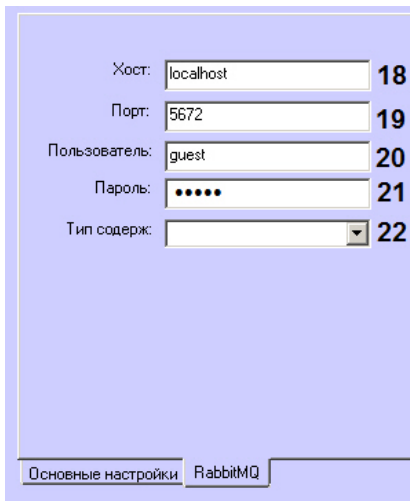 Хост: localhost 18
Порт: 5672 19
Пользователь: guest 20
Пароль: ••••• 21
Тип содерж: 22
Основные настройки RabbitMQ